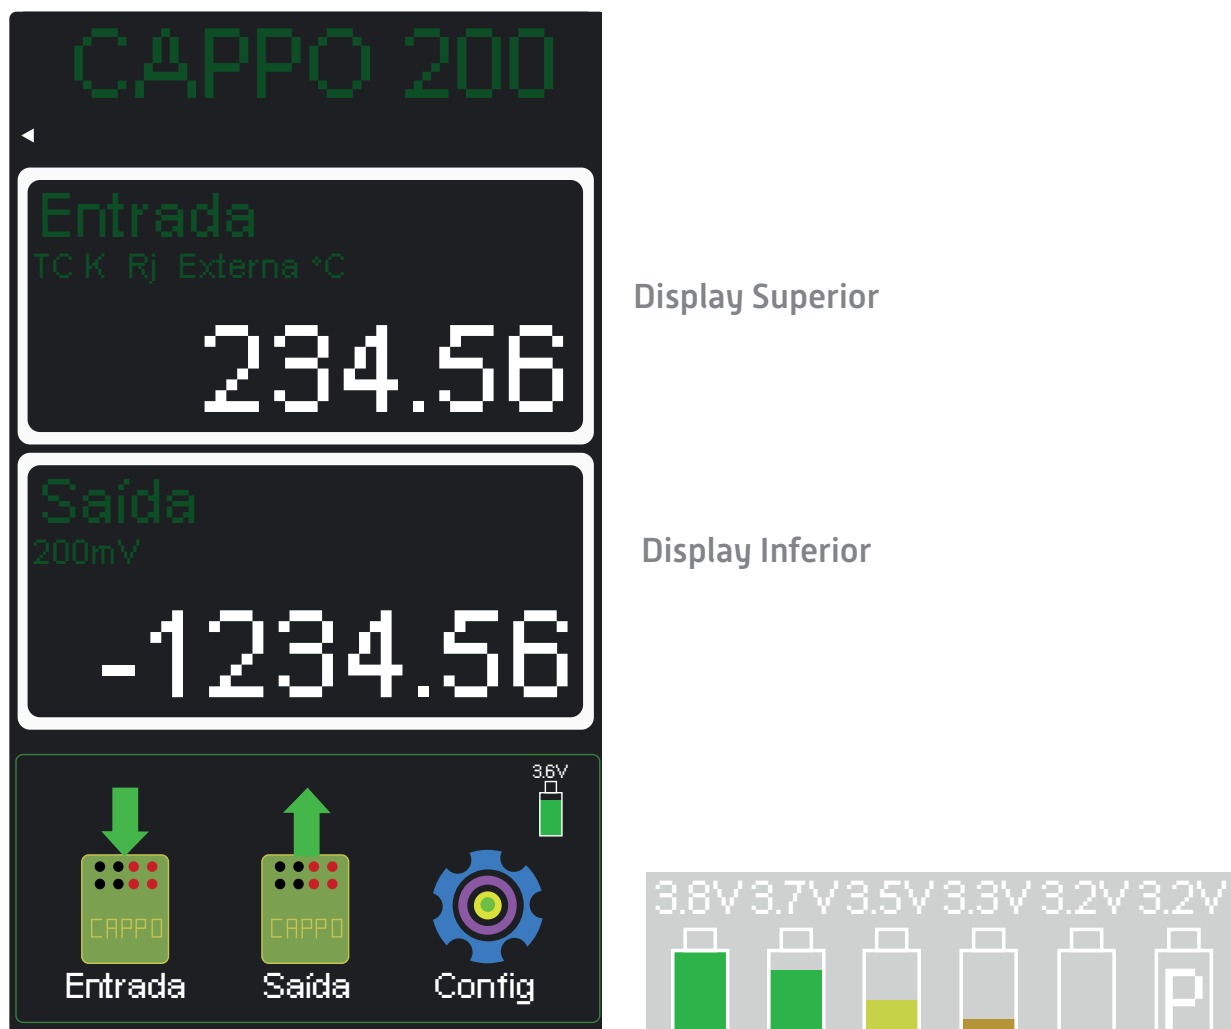 CAPPO 200
Entrada
TC K Rj Externa °C
234.56
Display Superior
Saída
200mV
-1234.56
Display Inferior
3.6V
CAPPO
CAPPO
Entrada
Saída
Config
3.8V 3.7V 3.5V 3.3V 3.2V 3.2V
P